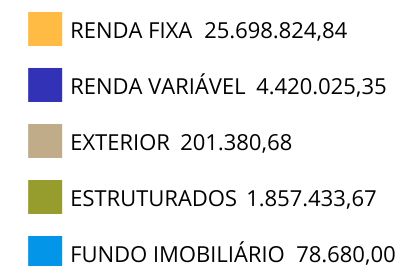 RENDA FIXA 25.698.824,84
RENDA VARIÁVEL 4.420.025,35
EXTERIOR 201.380,68
ESTRUTURADOS 1.857.433,67
FUNDO IMOBILIÁRIO 78.680,00